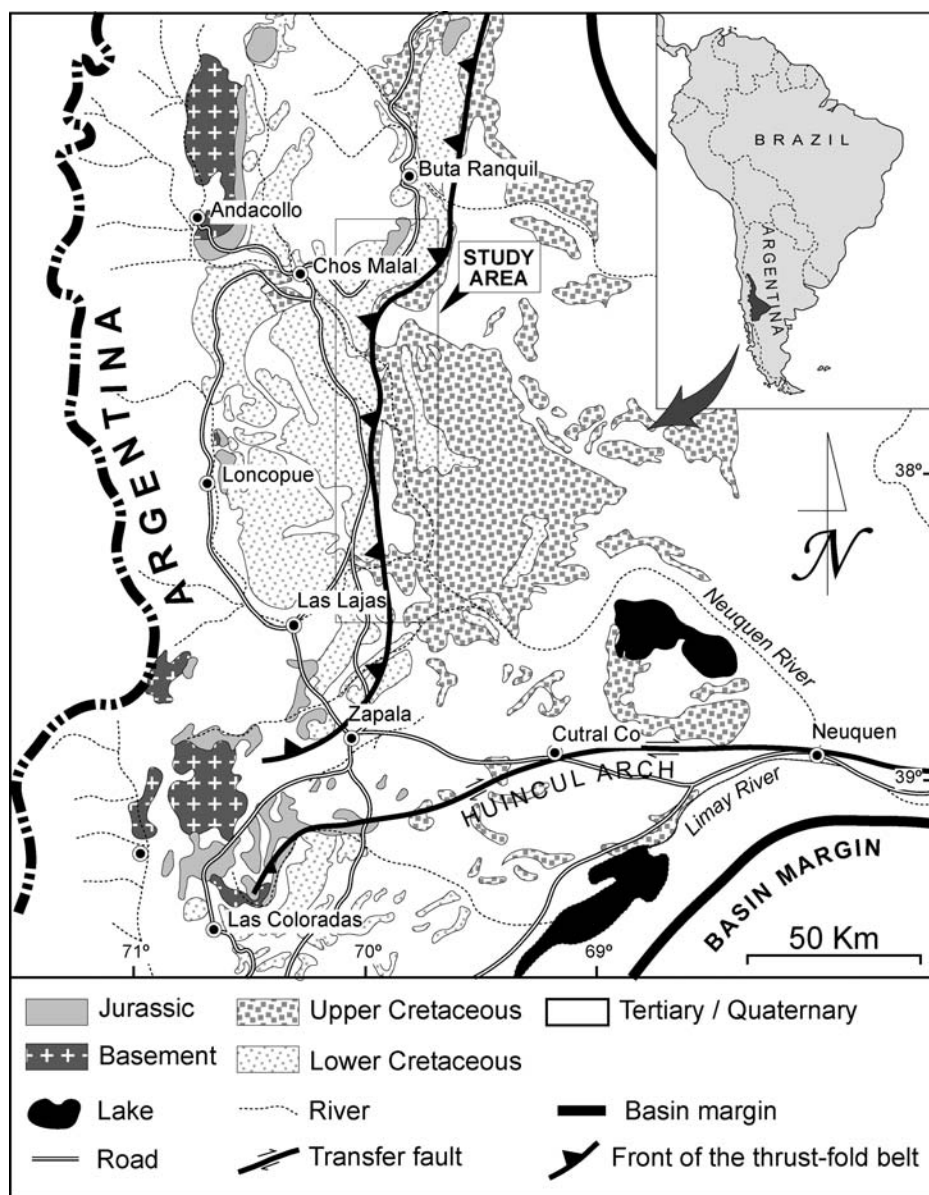 Buta Ranquil
Andacollo
Chos Malal
STUDY
AREA
BRAZIL
ARGENTINA
ARGENTINA
Loncopue
38º
N
Las Lajas
Neuquen River
Zapala
Cutral Co
Neuquen
HUINCUL ARCH
39º
Limay River
BASIN MARGIN
Las Coloradas
71º
70º
69º
50 Km
Jurassic
Upper Cretaceous
Tertiary / Quaternary
Basement
Lower Cretaceous
Lake
River
Basin margin
Road
Transfer fault
Front of the thrust-fold belt